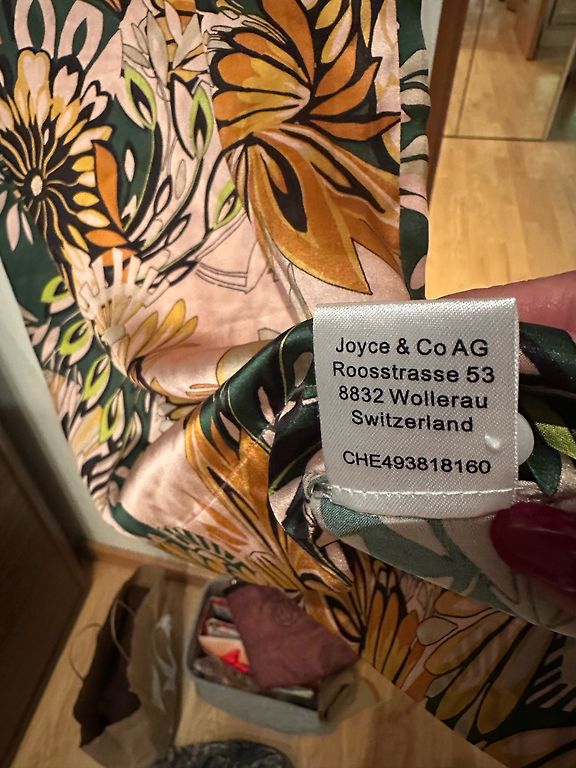 Joyce & Co AG
Roosstrasse 53
8832 Wollerau
Switzerland
CHE493818160